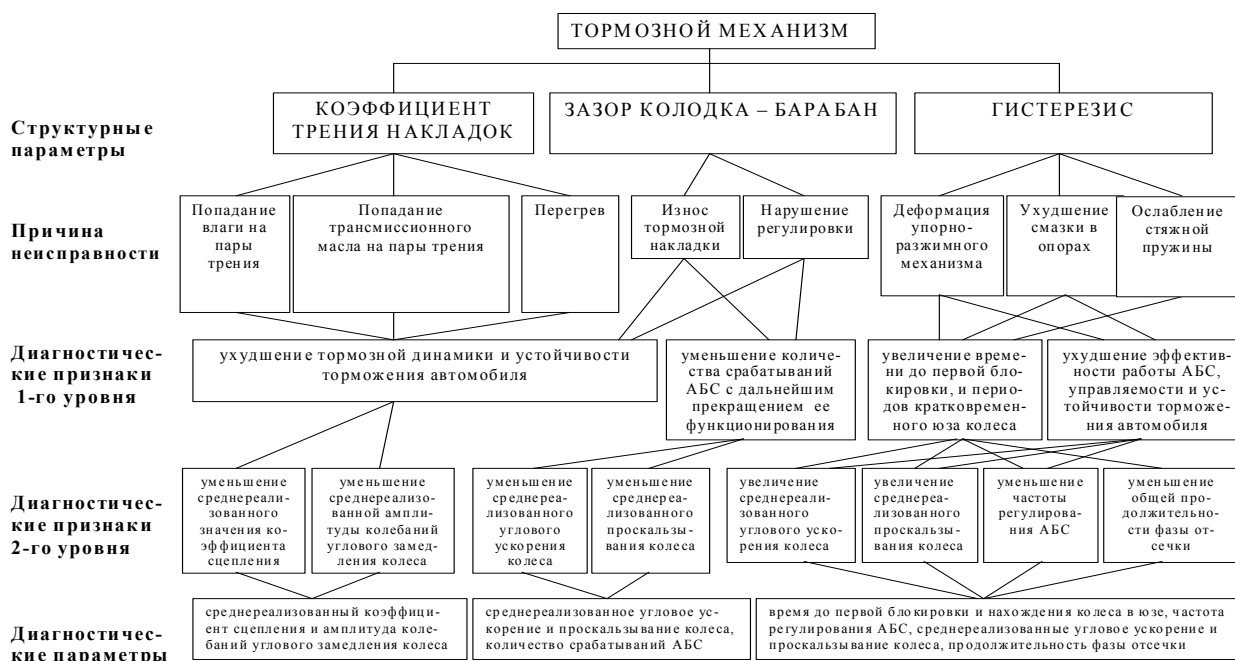 ТОРМОЗНОЙ МЕХАНИЗМ
Структурные
параметры
КОЭФФИЦИЕНТ
ТРЕНИЯ НАКЛАДОК
ЗАЗОР КОЛОДКА – БАРАБАН
ГИСТЕРЕЗИС
Причина
неисправности
Попадание
влаги на
пары
трения
Попадание
трансмиссионного
масла на пары трения
Перегрев
Износ
тормозной
накладки
Нарушение
регулировки
Деформация
упорно-
разжимного
механизма
Ухудшение
смазки в
опорах
Ослабление
стяжной
пружины
Диагностичес-
кие признаки
1-го уровня
ухудшение тормозной динамики и устойчивости
торможения автомобиля
уменьшение количе-
ства срабатываний
АБС с дальнейшим
прекращением ее
функционирования
увеличение време-
ни до первой бло-
кировки, и перио-
дов кратковремен-
ного юза колеса
ухудшение эффектив-
ности работы АБС,
управляемости и ус-
тойчивости торможе-
ния автомобиля
Диагностичес-
кие признаки
2-го уровня
уменьшение
среднереали-
зованного
значения ко-
эффициента
сцепления
уменьшение
среднереализо-
ванной ампли-
туды колебаний
углового замед-
ления колеса
уменьшение
среднереа-
лизованного
углового
ускорения
колеса
уменьшение
среднереа-
лизованного
проскальзы-
вания колеса
увеличение
среднереали-
зованного
углового уско-
рения колеса
увеличение
среднереа-
лизованного
проскальзы-
вания колеса
уменьшение
частоты
регулирова-
ния АБС
уменьшение
общей про-
должительно-
сти фазы от-
сечки
Диагностичес-
кие параметры
среднереализованный коэффици-
ент сцепления и амплитуда коле-
баний углового замедления колеса
среднереализованное угловое ус-
корение и проскальзывание колеса,
количество срабатываний АБС
время до первой блокировки и нахождения колеса в юзе, частота
регулирования АБС, среднереализованные угловое ускорение и
проскальзывание колеса, продолжительность фазы отсечки